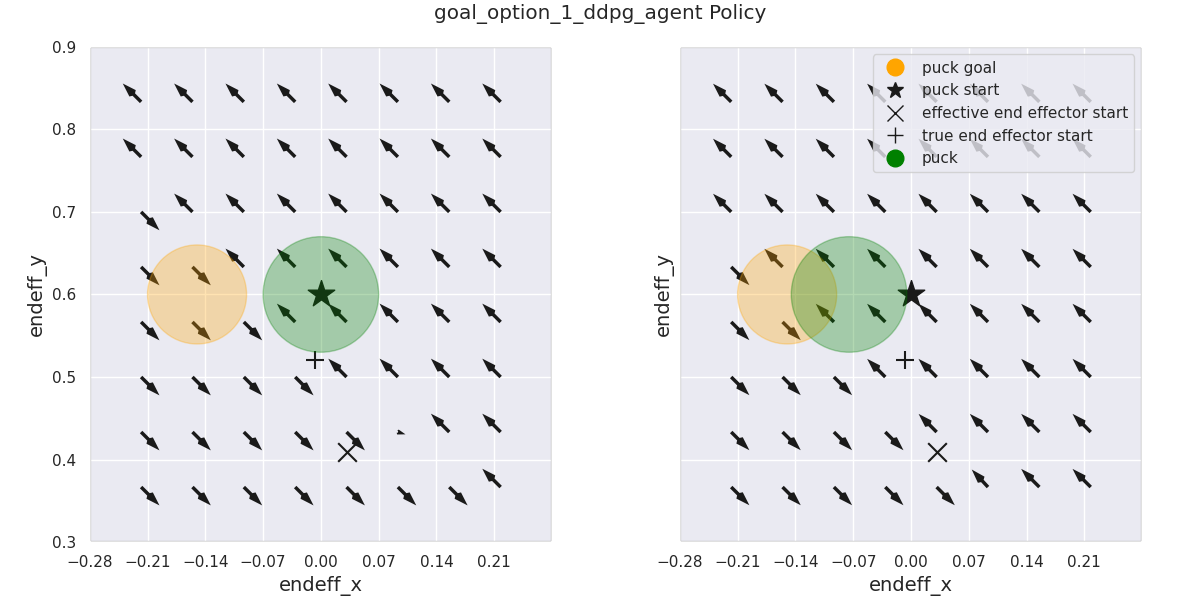 goal_option_1_ddpg_agent Policy
0.9
0.8
0.7
0.6
0.5
0.4
0.3
endeff_y
−0.28 −0.21 −0.14 −0.07 0.00 0.07 0.14 0.21
endeff_x
endeff_y
puck goal
puck start
effective end effector start
true end effector start
puck
−0.28 −0.21 −0.14 −0.07 0.00 0.07 0.14 0.21
endeff_x